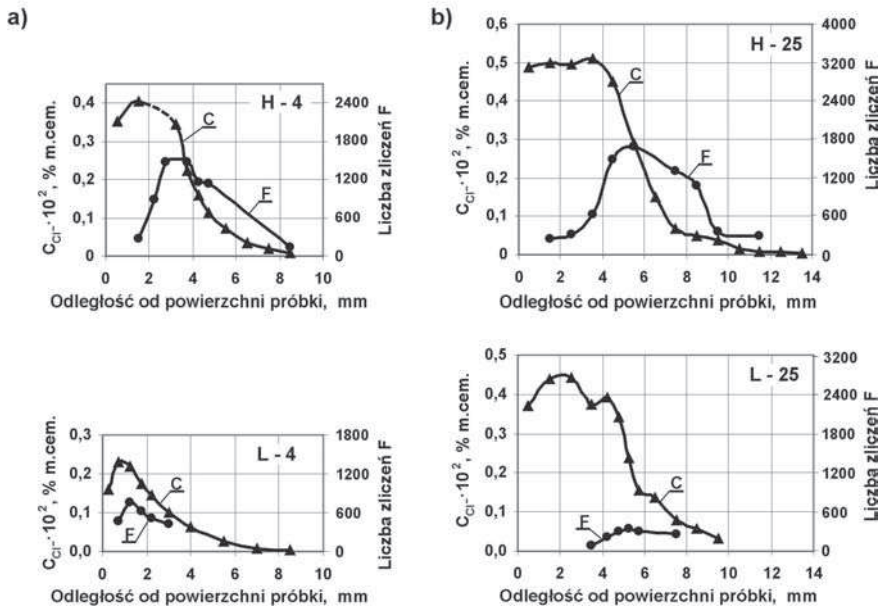 a)
H - 4
C_Cl- · 10², % m.cem.
0,4
0,3
0,2
0,1
0
C
F
2400
1800
1200
600
0
Liczba zliczeń F
0 2 4 6 8 10
Odległość od powierzchni próbki, mm
b)
H - 25
C_Cl- · 10², % m.cem.
0,6
0,5
0,4
0,3
0,2
0,1
0
C
F
4000
3200
2400
1600
800
0
Liczba zliczeń F
0 2 4 6 8 10 12 14
Odległość od powierzchni próbki, mm
L - 4
C_Cl- · 10², % m.cem.
0,3
0,2
0,1
0,0
C
F
1800
1200
600
0
Liczba zliczeń F
0 2 4 6 8 10
Odległość od powierzchni próbki, mm
L - 25
C_Cl- · 10², % m.cem.
0,5
0,4
0,3
0,2
0,1
0,0
C
F
3200
2400
1600
800
0
Liczba zliczeń F
0 2 4 6 8 10 12 14
Odległość od powierzchni próbki, mm